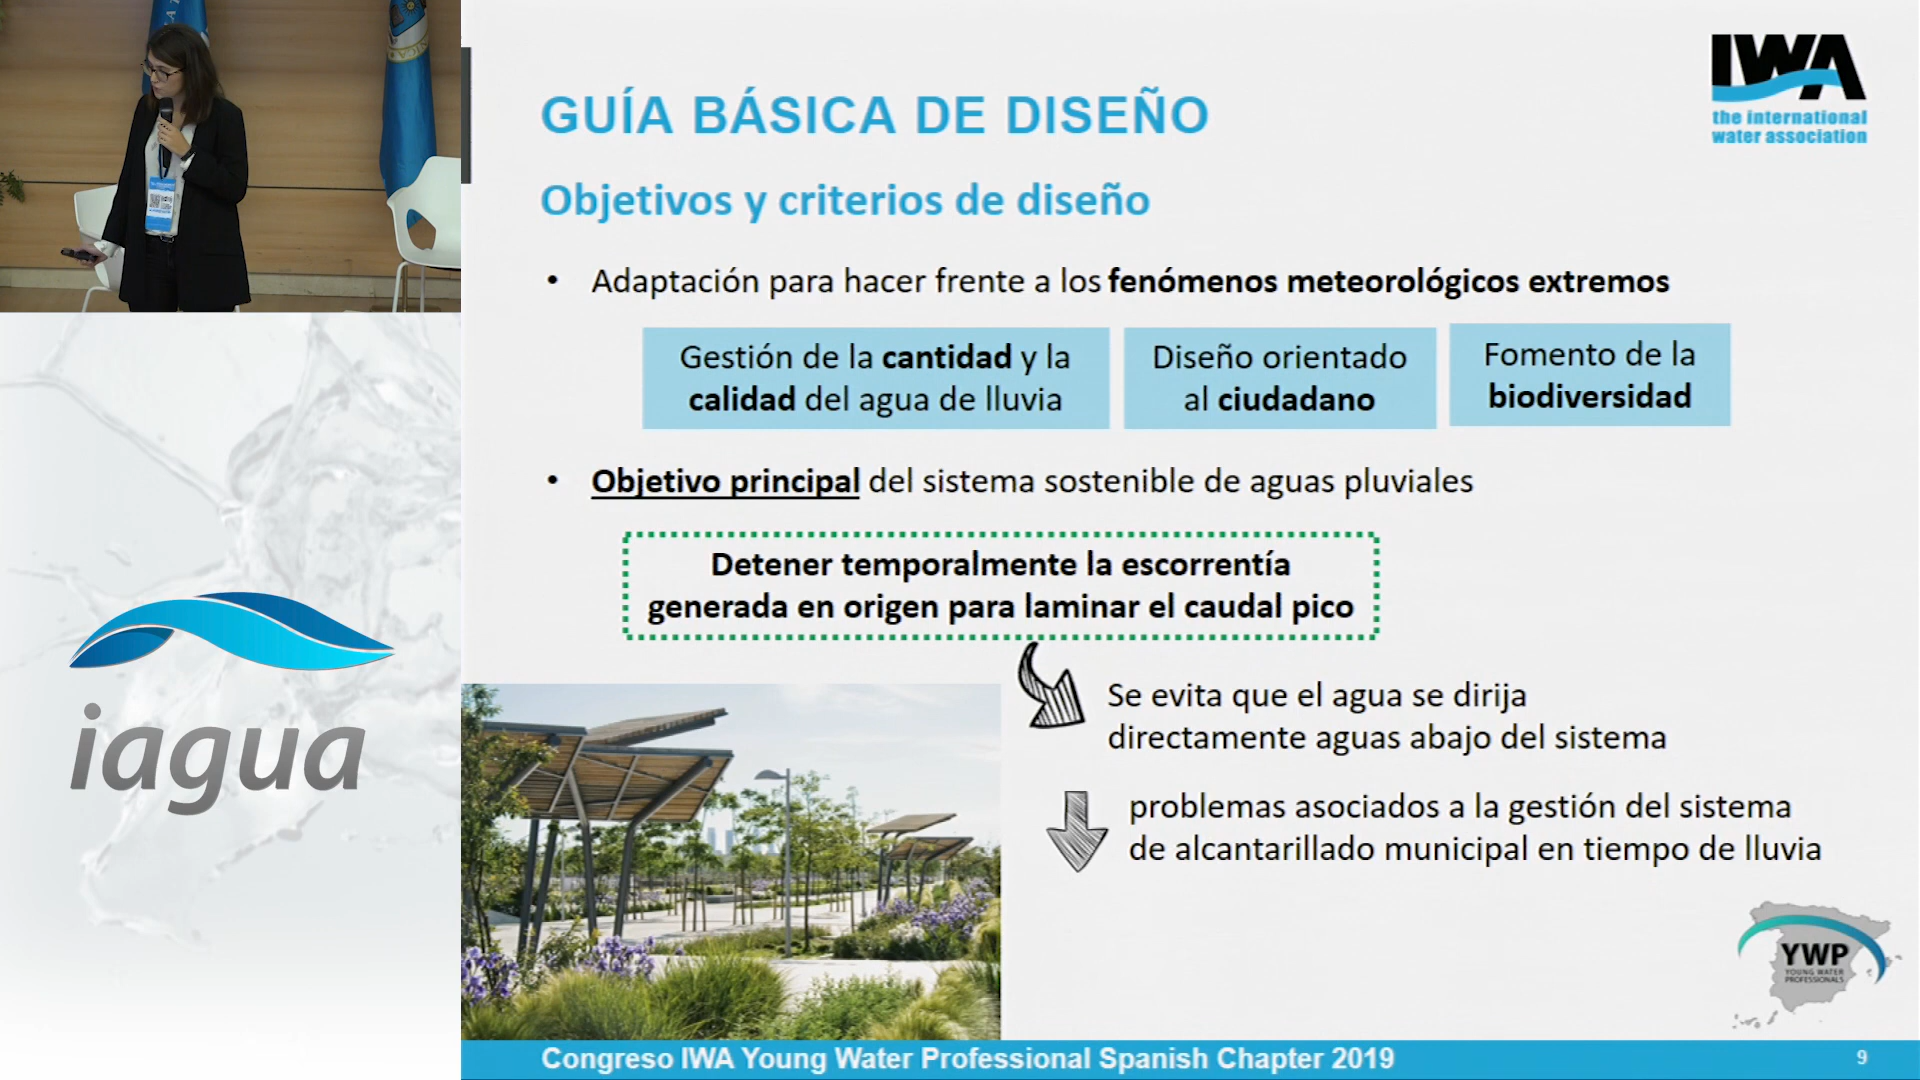 IWA
the international
water association
GUÍA BÁSICA DE DISEÑO
Objetivos y criterios de diseño
• Adaptación para hacer frente a los fenómenos meteorológicos extremos
Gestión de la cantidad y la
calidad del agua de lluvia
Diseño orientado
al ciudadano
Fomento de la
biodiversidad
• Objetivo principal del sistema sostenible de aguas pluviales
Detener temporalmente la escorrentía
generada en origen para laminar el caudal pico
Se evita que el agua se dirija
directamente aguas abajo del sistema
problemas asociados a la gestión del sistema
de alcantarillado municipal en tiempo de lluvia
iagua
YWP
YOUNG WATER
PROFESSIONALS
Congreso IWA Young Water Professional Spanish Chapter 2019
9